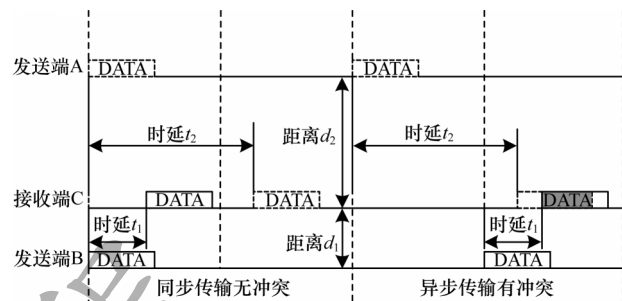 发送端A
DATA
DATA
时延t₂
距离d₂
时延t₂
接收端C
DATA
DATA
DATA
时延t₁
距离d₁
时延t₁
发送端B
DATA
DATA
同步传输无冲突
异步传输有冲突